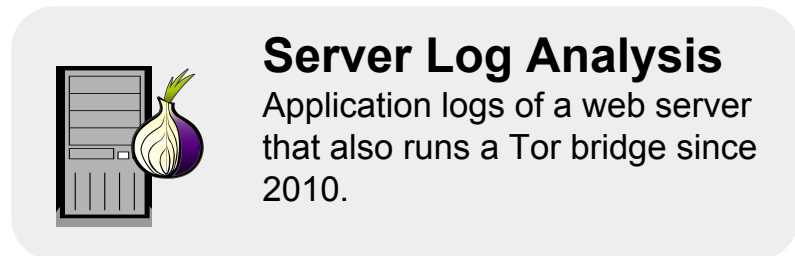 Server Log Analysis
Application logs of a web server
that also runs a Tor bridge since
2010.